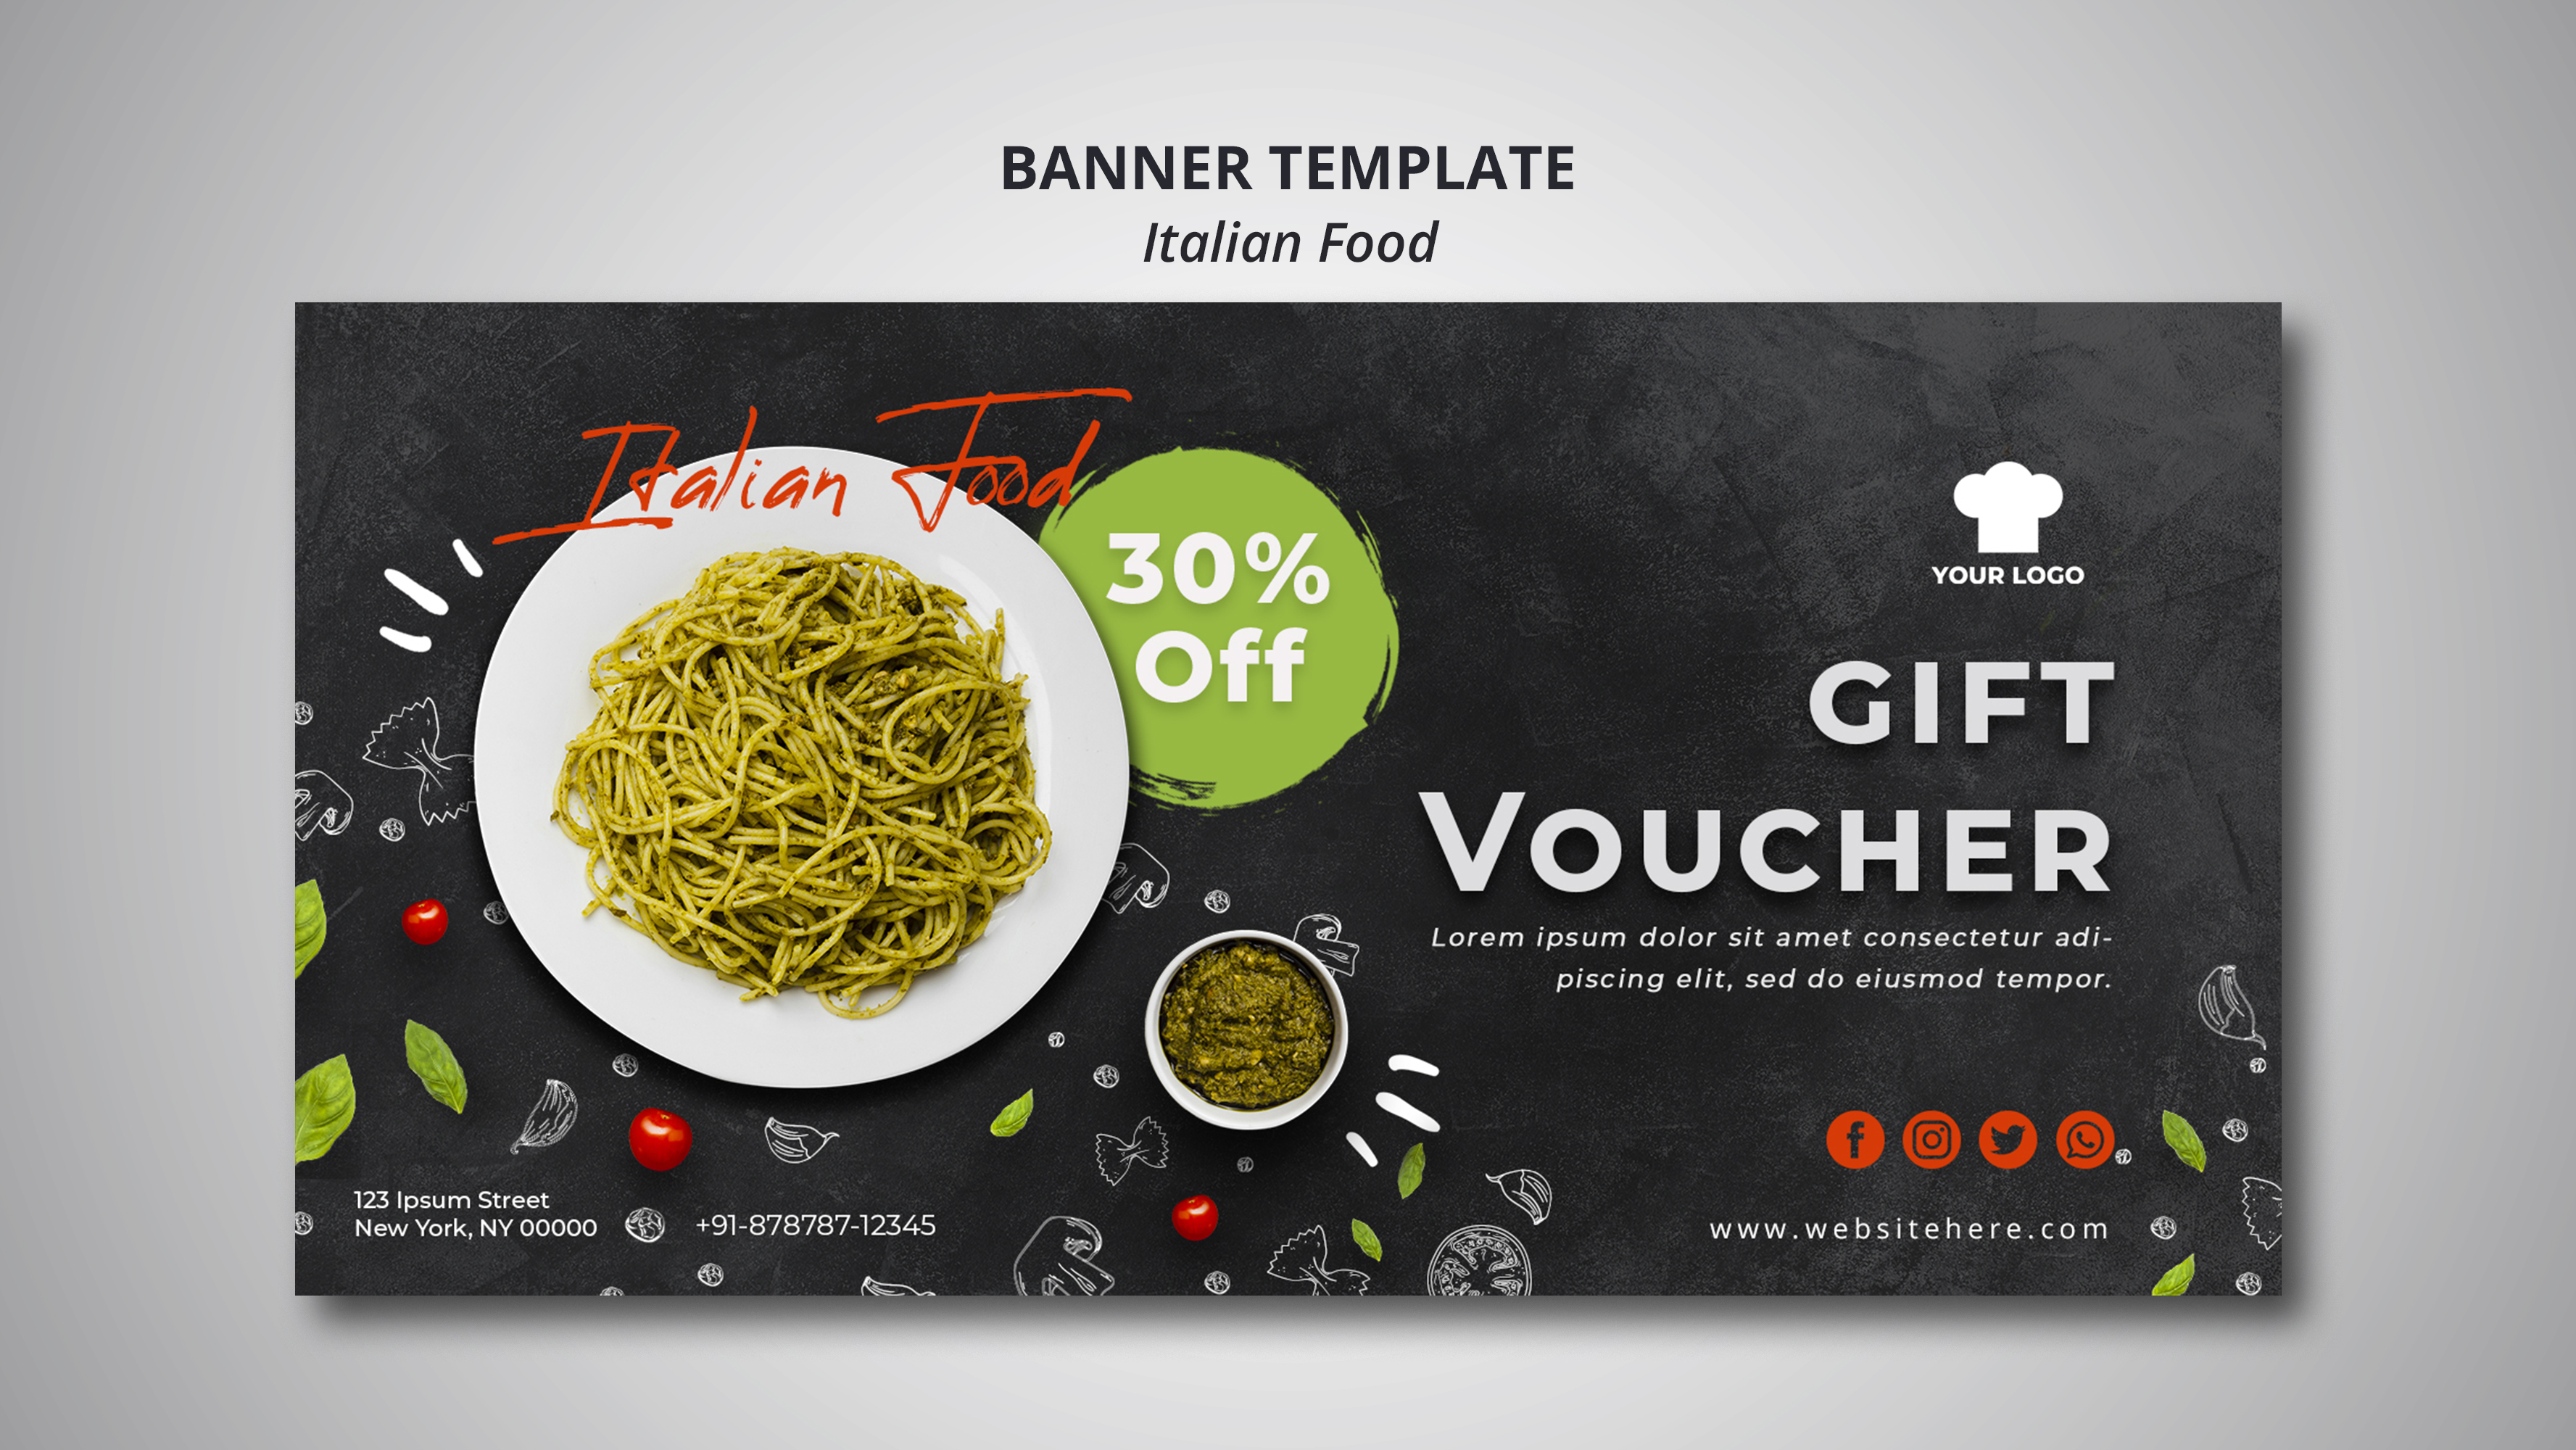 BANNER TEMPLATE
Italian Food
Italian Food
30%
Off
YOUR LOGO
GIFT
VOUCHER
Lorem ipsum dolor sit amet consectetur adi-
piscing elit, sed do eiusmod tempor.
123 Ipsum Street
New York, NY 00000
+91-878787-12345
www.websitehere.com